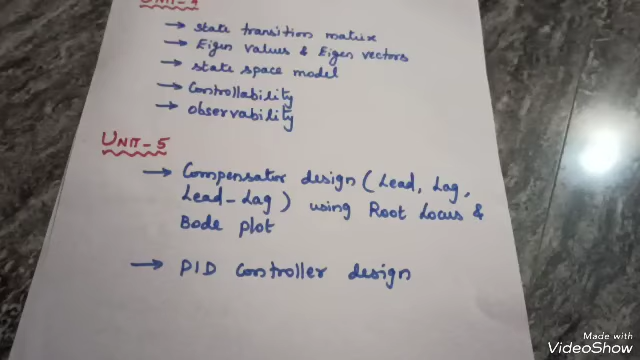 → state transition matrix
→ Eigen values & Eigen vectors
→ state space model
→ controllability
→ observability
UNIT-5
→ Compensator design (Lead, Lag,
Lead-Lag) using Root Locus &
Bode plot
→ PID controller design
Made with
VideoShow